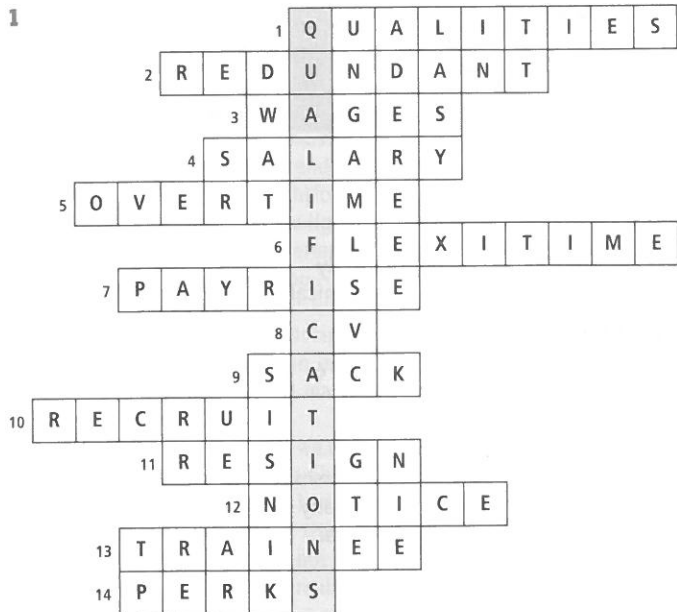 1
1 QUALITIES
2 REDUNDANT
3 WAGES
4 SALARY
5 OVERTIME
6 FLEXITIME
7 PAYRISE
8 CV
9 SACK
10 RECRUIT
11 RESIGN
12 NOTICE
13 TRAINEE
14 PERKS